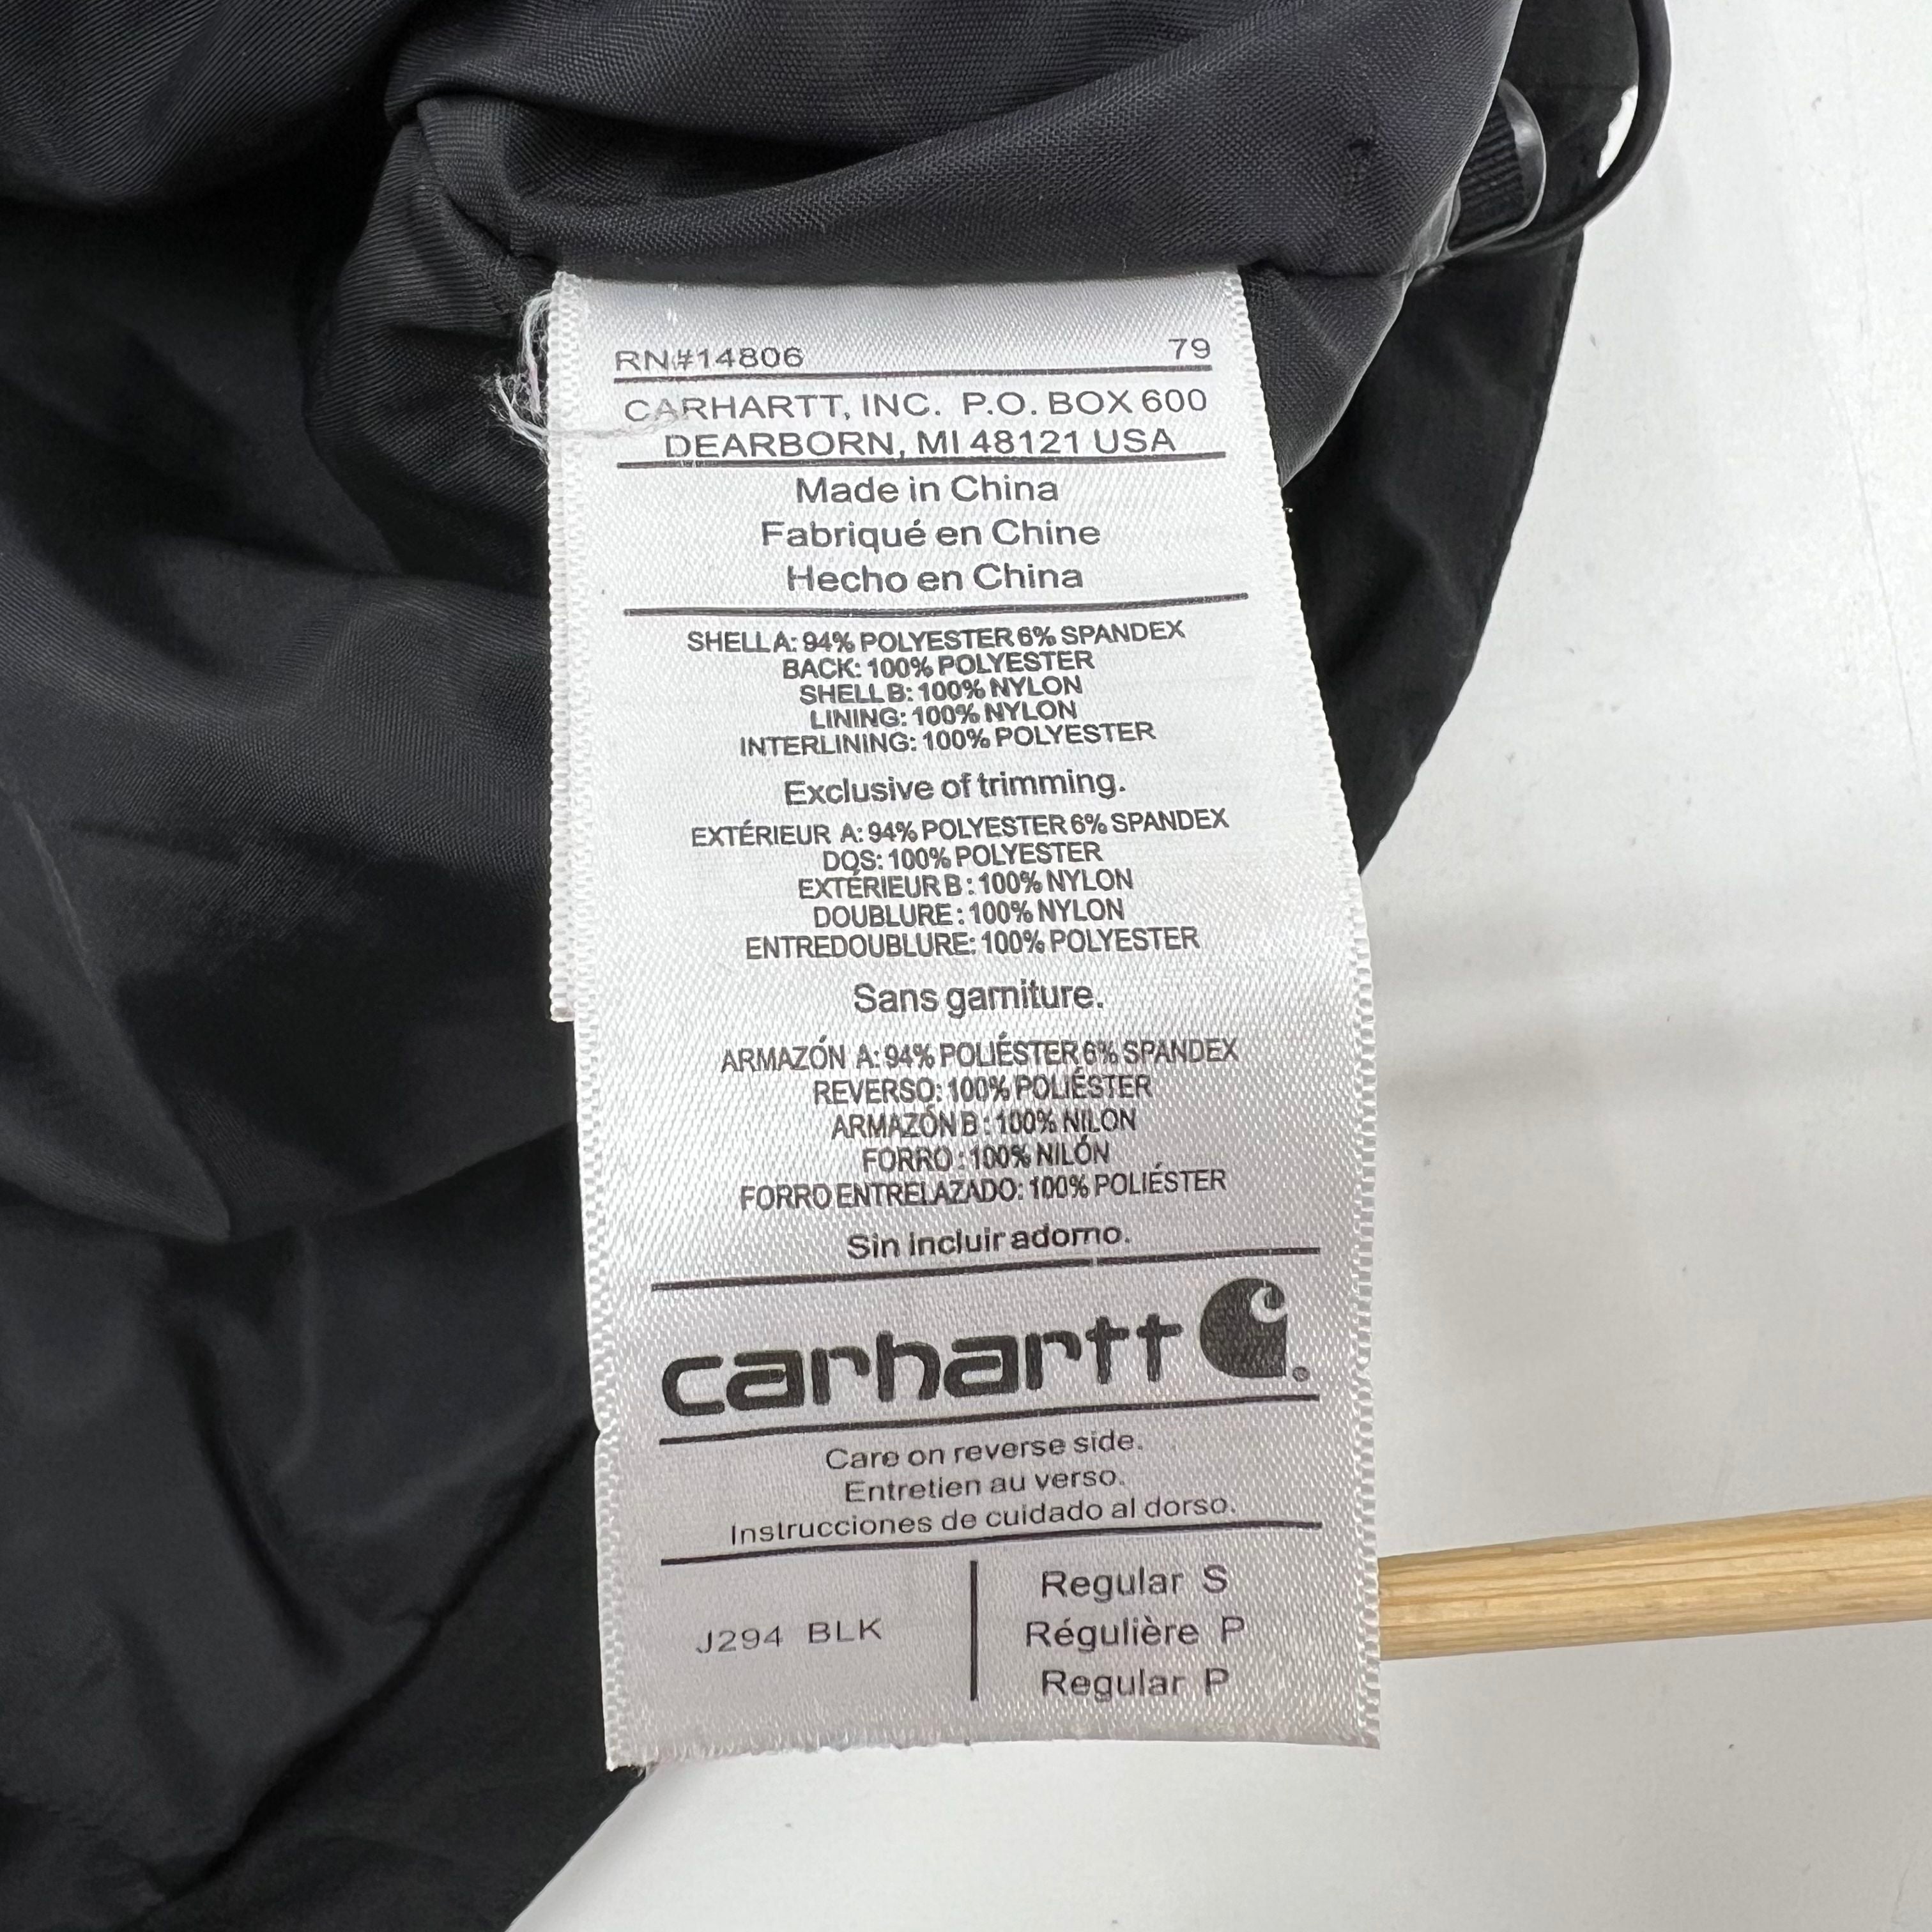 RN#14806 79
CARHARTT, INC. P.O. BOX 600
DEARBORN, MI 48121 USA
Made in China
Fabriqué en Chine
Hecho en China
SHELL A: 94% POLYESTER 6% SPANDEX
BACK: 100% POLYESTER
SHELL B: 100% NYLON
LINING: 100% NYLON
INTERLINING: 100% POLYESTER
Exclusive of trimming.
EXTÉRIEUR A: 94% POLYESTER 6% SPANDEX
DOS: 100% POLYESTER
EXTÉRIEUR B: 100% NYLON
DOUBLURE: 100% NYLON
ENTREDOUBLURE: 100% POLYESTER
Sans garniture.
ARMAZÓN A: 94% POLIÉSTER 6% SPANDEX
REVERSO: 100% POLIÉSTER
ARMAZÓN B: 100% NILON
FORRO: 100% NILÓN
FORRO ENTRELAZADO: 100% POLIÉSTER
Sin incluir adorno.
carhartt
Care on reverse side.
Entretien au verso.
Instrucciones de cuidado al dorso.
J294 BLK
Regular S
Régulière P
Regular P